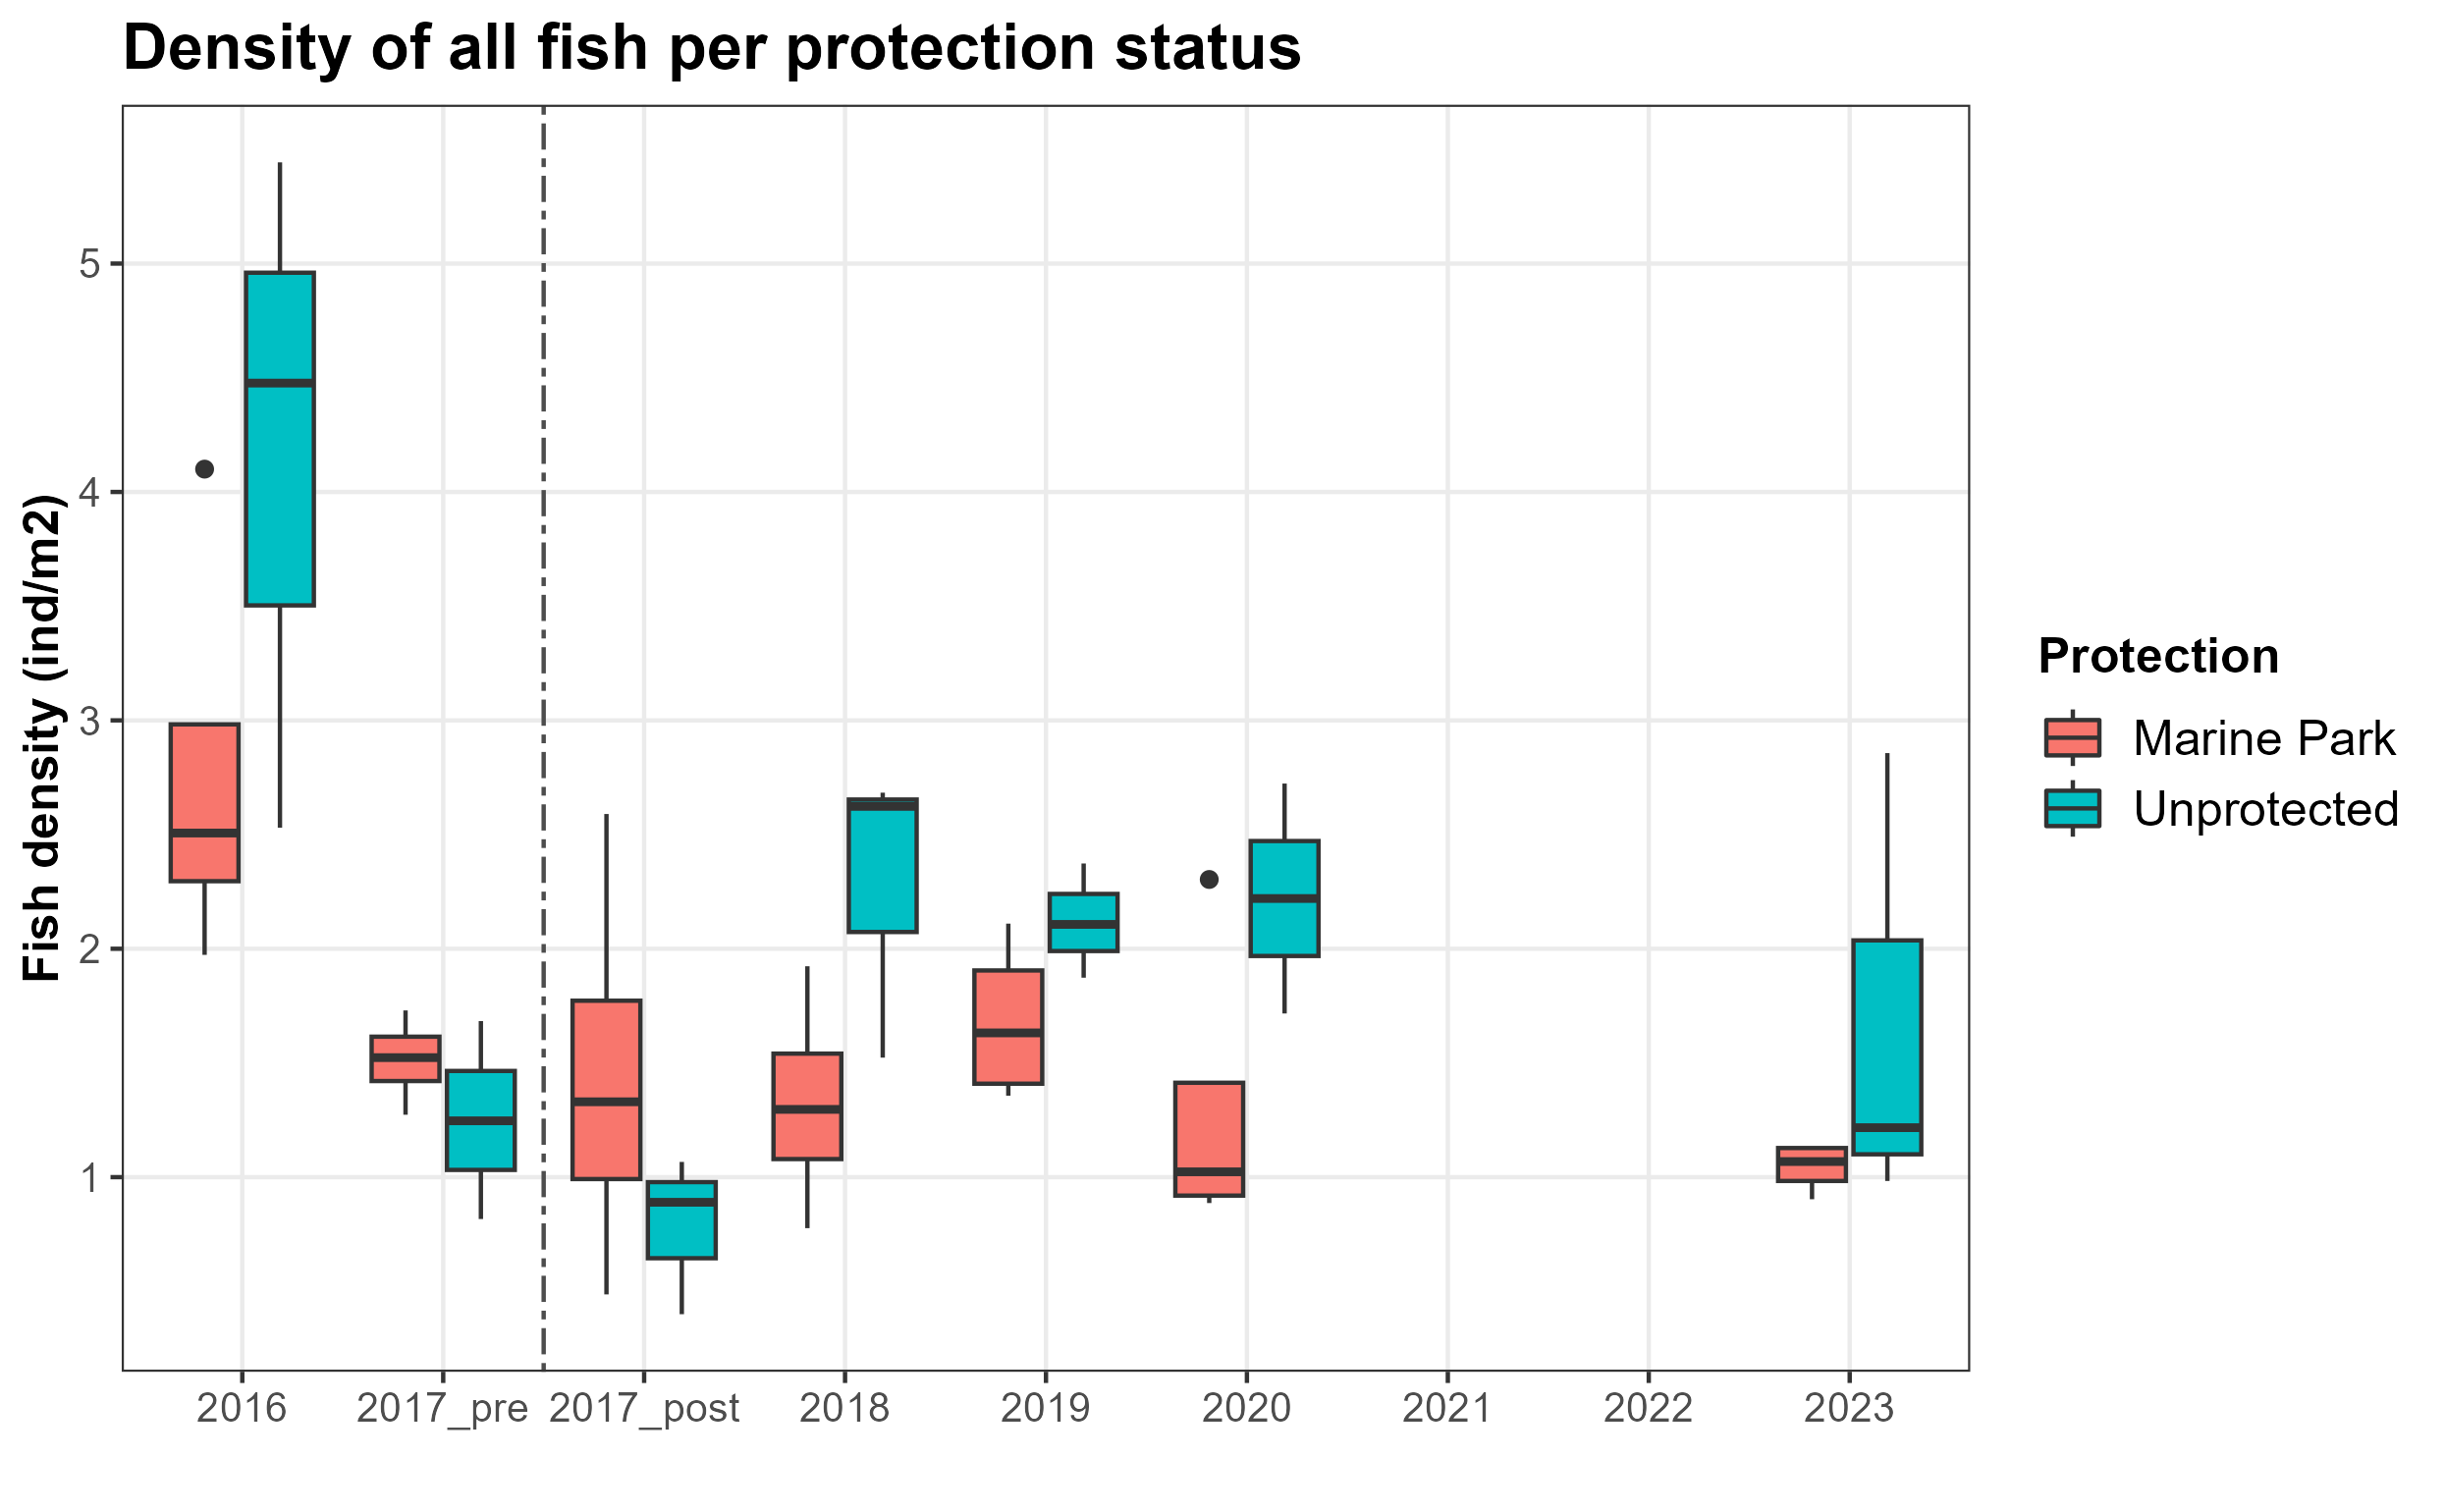 Density of all fish per protection status
Fish density (ind/m2)
5
4
3
2
1
2016
2017_pre
2017_post
2018
2019
2020
2021
2022
2023
Protection
Marine Park
Unprotected